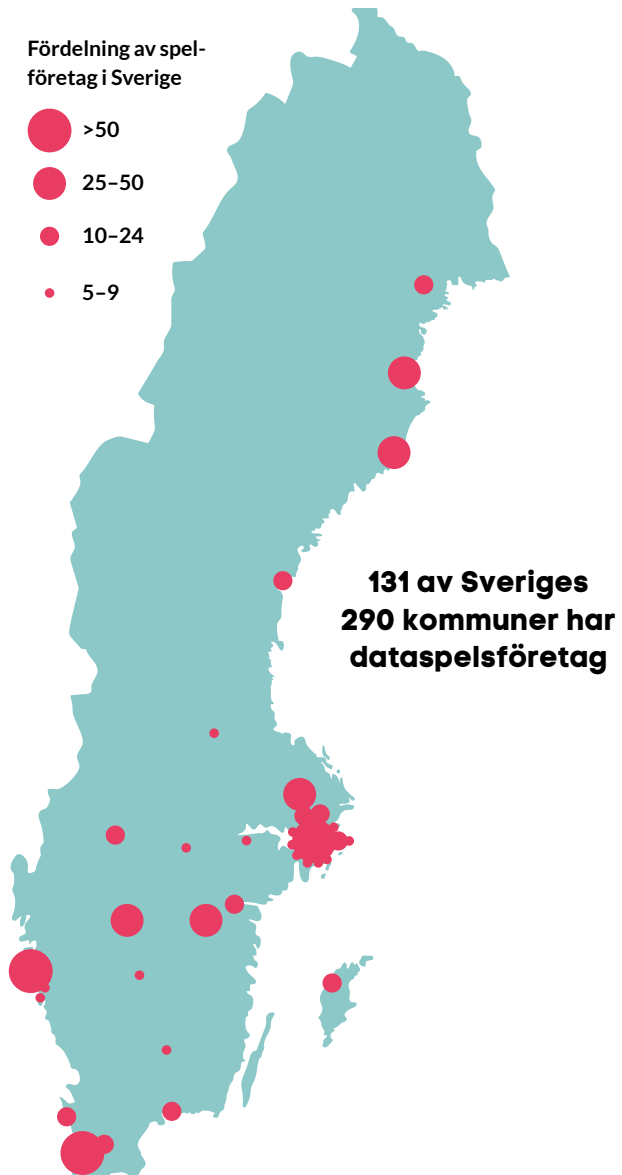 Fördelning av spel-
företag i Sverige
>50
25–50
10–24
5–9
131 av Sveriges
290 kommuner har
dataspelsföretag